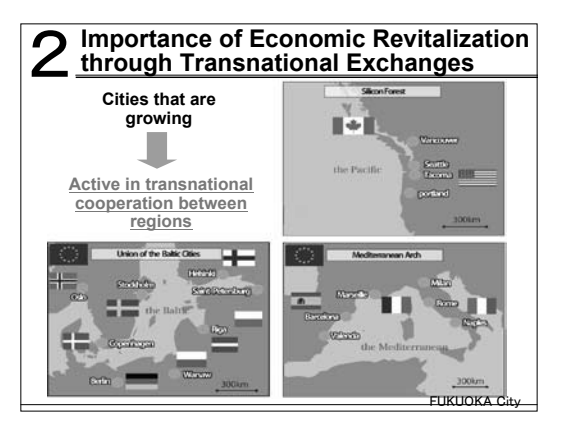 2 Importance of Economic Revitalization
through Transnational Exchanges
Cities that are
growing
Active in transnational
cooperation between
regions
Silicon Forest
Vancouver
the Pacific
Seattle
Tacoma
portland
300km
Union of the Baltic Cities
Helsinki
Stockholm
Saint Petersburg
Oslo
the Baltic
Riga
Copenhagen
Berlin
Warsaw
300km
Mediterranean Arch
Milan
Marseille
Rome
Barcelona
Naples
Valencia
the Mediterranean
300km
FUKUOKA City